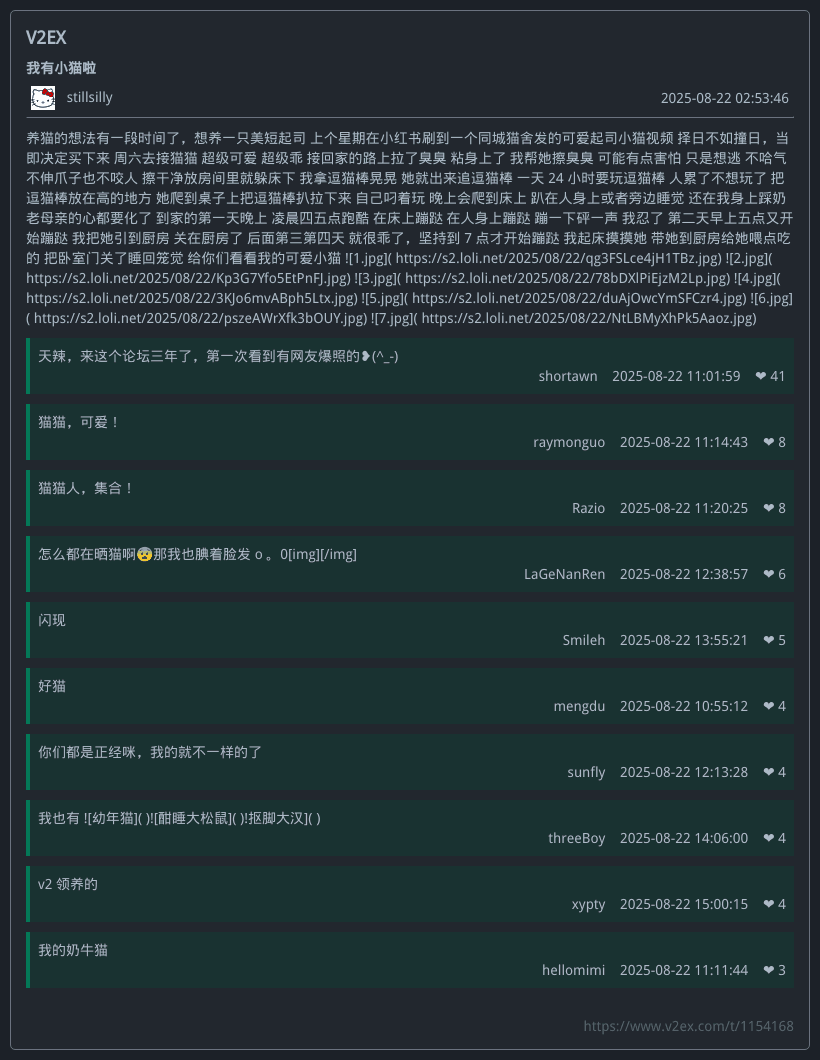 V2EX
我有小猫啦
stillsilly 2025-08-22 02:53:46
养猫的想法有一段时间了，想养一只美短起司 上个星期在小红书刷到一个同城猫舍发的可爱起司小猫视频 择日不如撞日，当
即决定买下来 周六去接猫猫 超级可爱 超级乖 接回家的路上拉了臭臭 粘身上了 我帮她擦臭臭 可能有点害怕 只是想逃 不哈气
不伸爪子也不咬人 擦干净放房间里就躲床下 我拿逗猫棒晃晃 她就出来追逗猫棒 一天 24 小时要玩逗猫棒 人累了不想玩了 把
逗猫棒放在高的地方 她爬到桌子上把逗猫棒扒拉下来 自己叼着玩 晚上会爬到床上 趴在人身上或者旁边睡觉 还在我身上踩奶
老母亲的心都要化了 到家的第一天晚上 凌晨四五点跑酷 在床上蹦跶 在人身上蹦跶 蹦一下砰一声 我忍了 第二天早上五点又开
始蹦跶 我把她引到厨房 关在厨房了 后面第三第四天 就很乖了，坚持到 7 点才开始蹦跶 我起床摸摸她 带她到厨房给她喂点吃
的 把卧室门关了睡回笼觉 给你们看看我的可爱小猫 ![1.jpg]( https://s2.loli.net/2025/08/22/qg3FSLce4jH1TBz.jpg) ![2.jpg](
https://s2.loli.net/2025/08/22/Kp3G7Yfo5EtPnFJ.jpg) ![3.jpg]( https://s2.loli.net/2025/08/22/78bDXlPiEjzM2Lp.jpg) ![4.jpg](
https://s2.loli.net/2025/08/22/3KJo6mvABph5Ltx.jpg) ![5.jpg]( https://s2.loli.net/2025/08/22/duAjOwcYmSFCzr4.jpg) ![6.jpg]
( https://s2.loli.net/2025/08/22/pszeAWrXfk3bOUY.jpg) ![7.jpg]( https://s2.loli.net/2025/08/22/NtLBMyXhPk5Aaoz.jpg)
天辣，来这个论坛三年了，第一次看到有网友爆照的❥(^_-)
shortawn 2025-08-22 11:01:59 ❤ 41
猫猫，可爱！
raymonguo 2025-08-22 11:14:43 ❤ 8
猫猫人，集合！
Razio 2025-08-22 11:20:25 ❤ 8
怎么都在晒猫啊😰那我也腆着脸发 o 。0[img][/img]
LaGeNanRen 2025-08-22 12:38:57 ❤ 6
闪现
Smileh 2025-08-22 13:55:21 ❤ 5
好猫
mengdu 2025-08-22 10:55:12 ❤ 4
你们都是正经咪，我的就不一样的了
sunfly 2025-08-22 12:13:28 ❤ 4
我也有 ![幼年猫]( )![酣睡大松鼠]( )![抠脚大汉]( )
threeBoy 2025-08-22 14:06:00 ❤ 4
v2 领养的
xypty 2025-08-22 15:00:15 ❤ 4
我的奶牛猫
hellomimi 2025-08-22 11:11:44 ❤ 3
https://www.v2ex.com/t/1154168